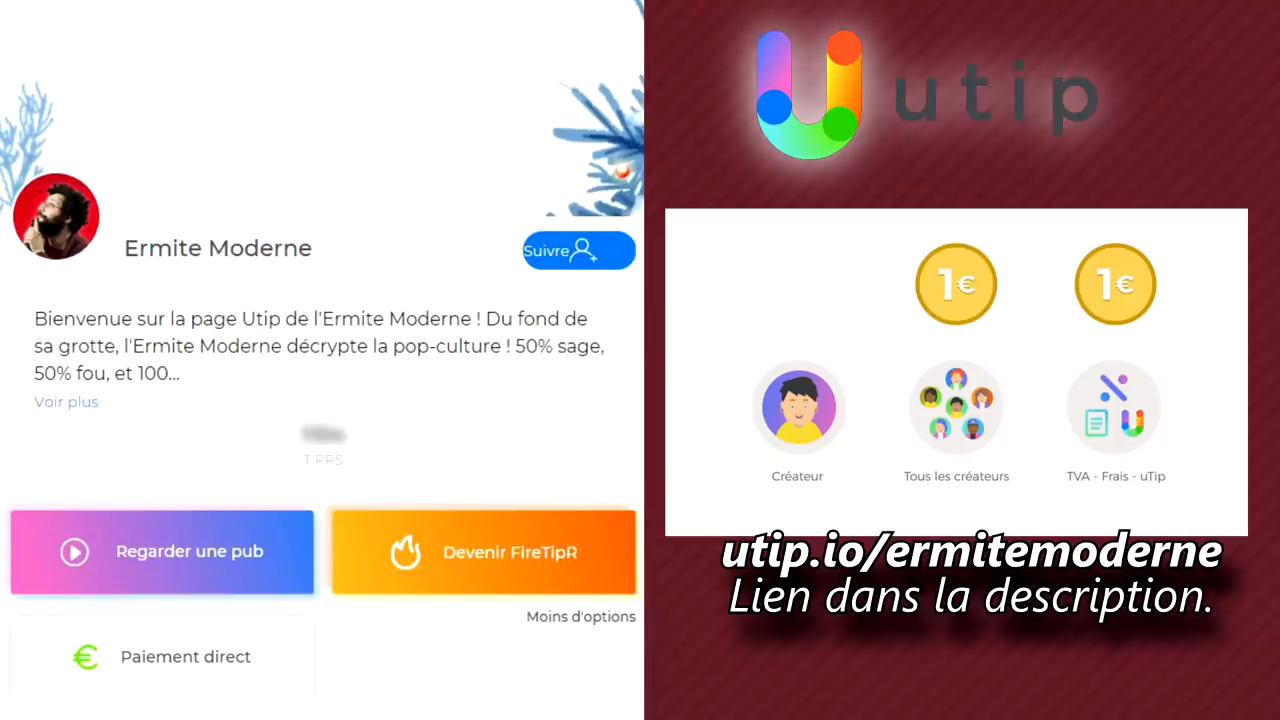 Ermite Moderne
Suivre
Bienvenue sur la page Utip de l'Ermite Moderne ! Du fond de
sa grotte, l'Ermite Moderne décrypte la pop-culture ! 50% sage,
50% fou, et 100...
Voir plus
TIPPS
Regarder une pub
Devenir FireTipR
Moins d'options
€ Paiement direct
utip
1€
1€
Créateur
Tous les créateurs
TVA - Frais - uTip
utip.io/ermitemoderne
Lien dans la description.